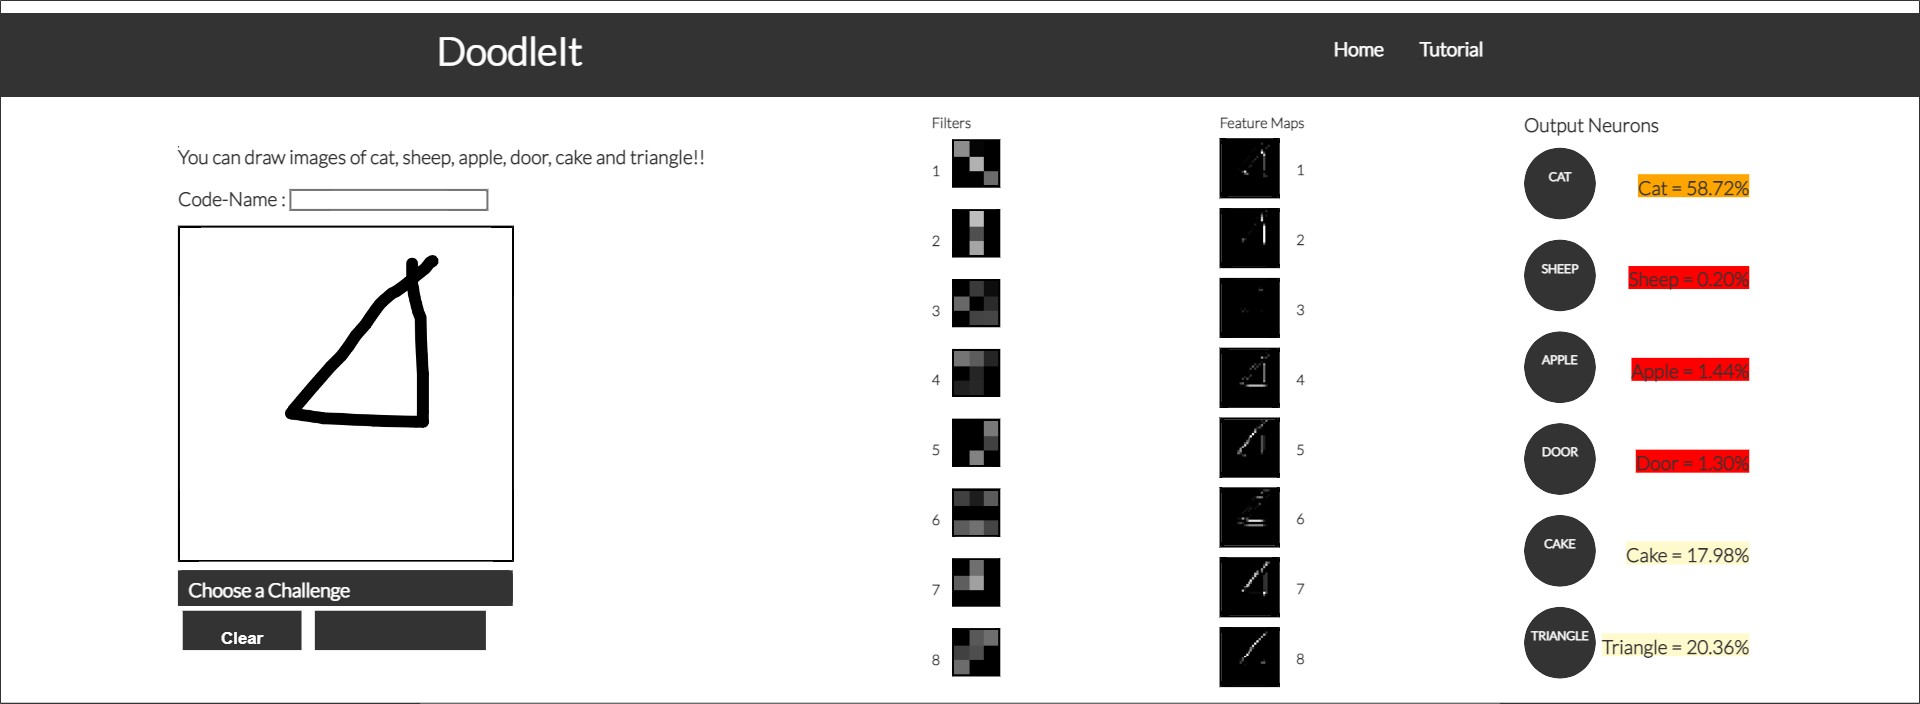 DoodleIt
Home
Tutorial
You can draw images of cat, sheep, apple, door, cake and triangle!!
Code-Name :
Choose a Challenge
Clear
Filters
1
2
3
4
5
6
7
8
Feature Maps
1
2
3
4
5
6
7
8
Output Neurons
CAT
Cat = 58.72%
SHEEP
Sheep = 0.20%
APPLE
Apple = 1.44%
DOOR
Door = 1.30%
CAKE
Cake = 17.98%
TRIANGLE
Triangle = 20.36%